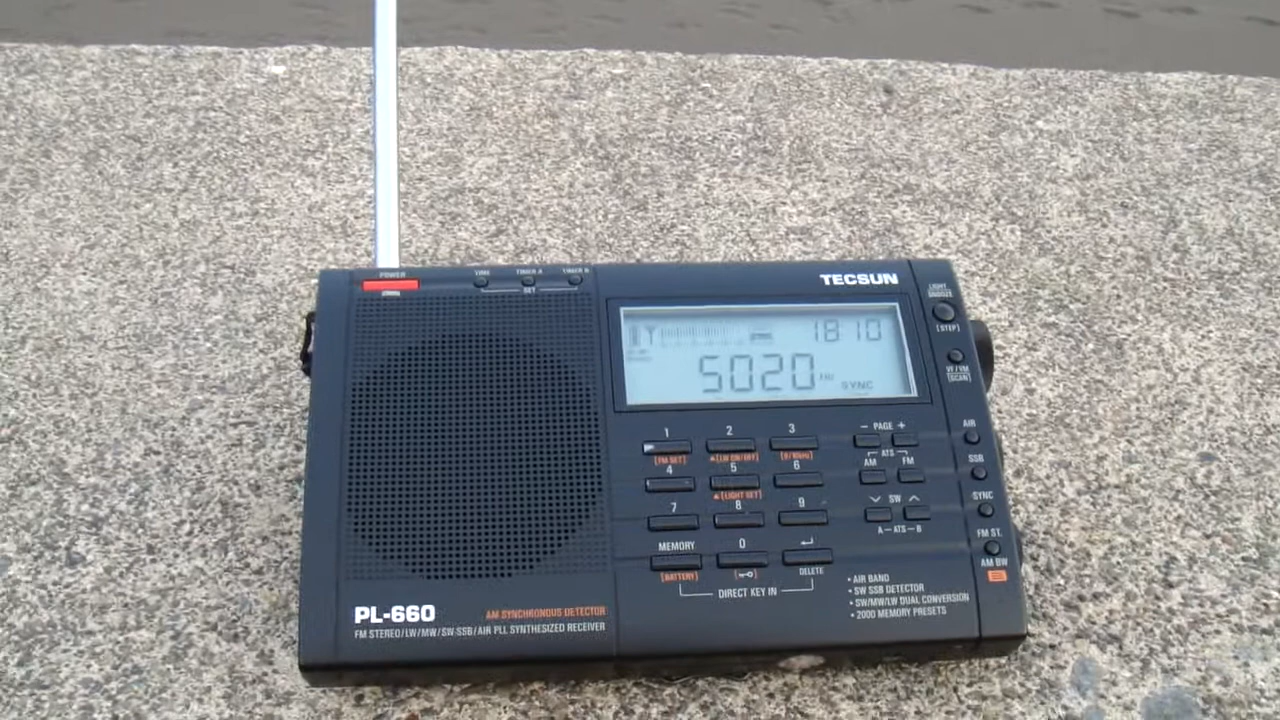 POWER
TIME TIMER A TIMER B
SET
TECSUN
LIGHT
SNOOZE
[STEP]
18:10
5020 kHz
SYNC
VF/VM
[SCAN]
1 2 3
[FM SET] [LW ON/OFF] [9/10kHz]
4 5 6
[LIGHT SET]
7 8 9
MEMORY 0
[BATTERY] DELETE
DIRECT KEY IN
- PAGE +
ATS
AM FM
SW
A-ATS-B
AIR
SSB
SYNC
FM ST.
AM BW
• AIR BAND
• SW SSB DETECTOR
• SW/MW/LW DUAL CONVERSION
• 2000 MEMORY PRESETS
PL-660
AM SYNCHRONOUS DETECTOR
FM STEREO/LW/MW/SW-SSB/AIR PLL SYNTHESIZED RECEIVER